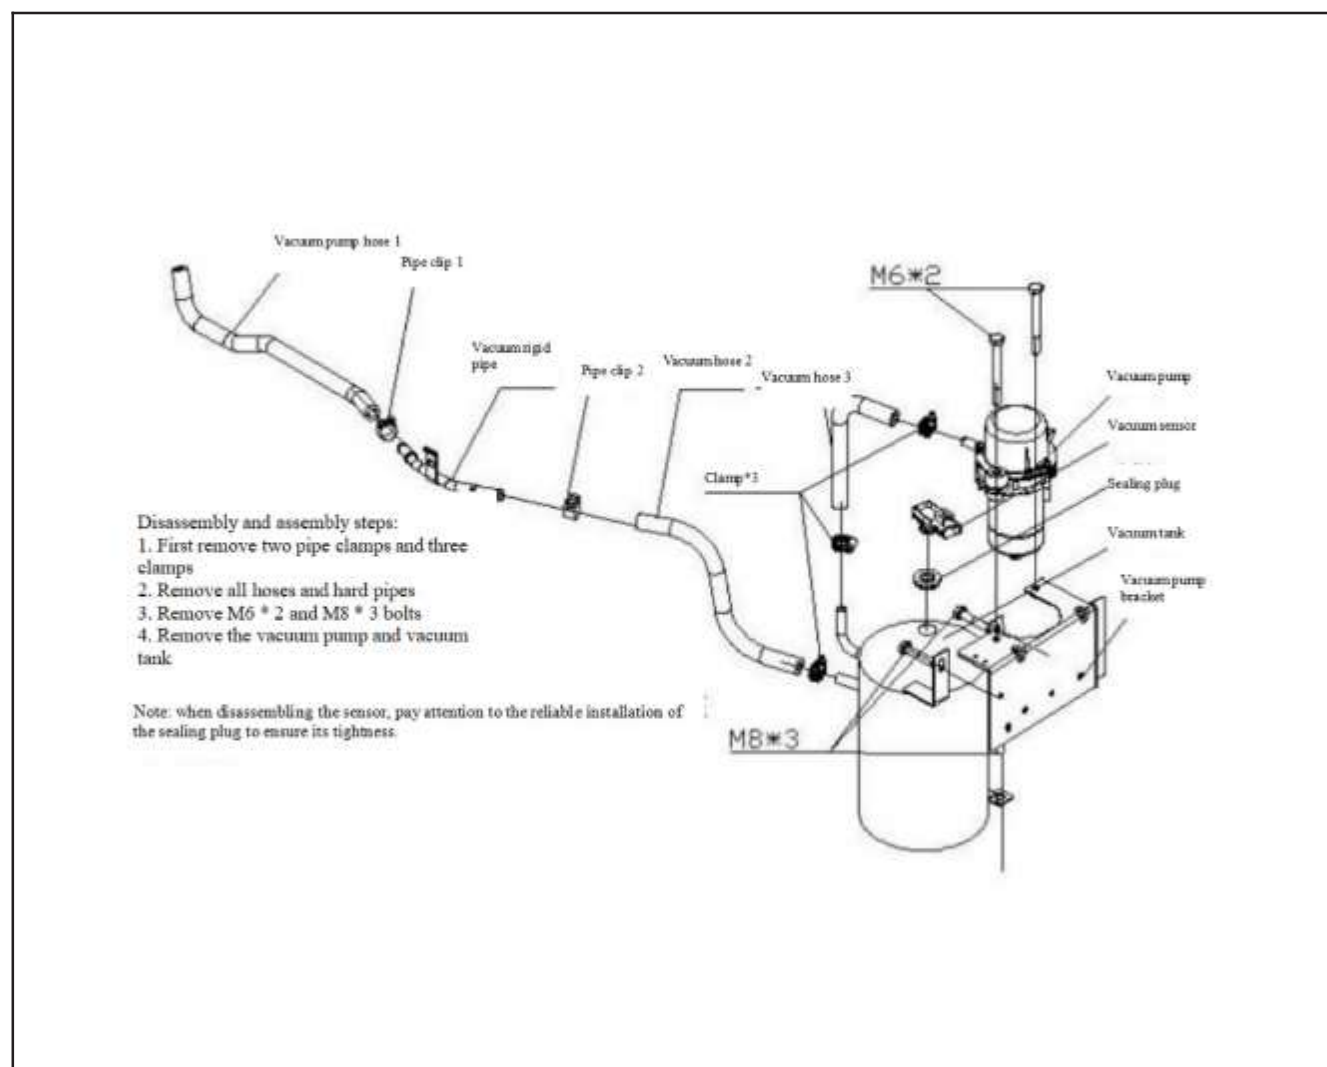 Vacuum pump hose 1
Pipe clip 1
M6*2
Vacuum rigid
pipe
Pipe clip 2
Vacuum hose 2
Vacuum hose 3
Vacuum pump
Vacuum sensor
Clamp*3
Sealing plug
Vacuum tank
Vacuum pump
bracket
Disassembly and assembly steps:
1. First remove two pipe clamps and three
clamps
2. Remove all hoses and hard pipes
3. Remove M6 * 2 and M8 * 3 bolts
4. Remove the vacuum pump and vacuum
tank
Note: when disassembling the sensor, pay attention to the reliable installation of
the sealing plug to ensure its tightness.
M8*3